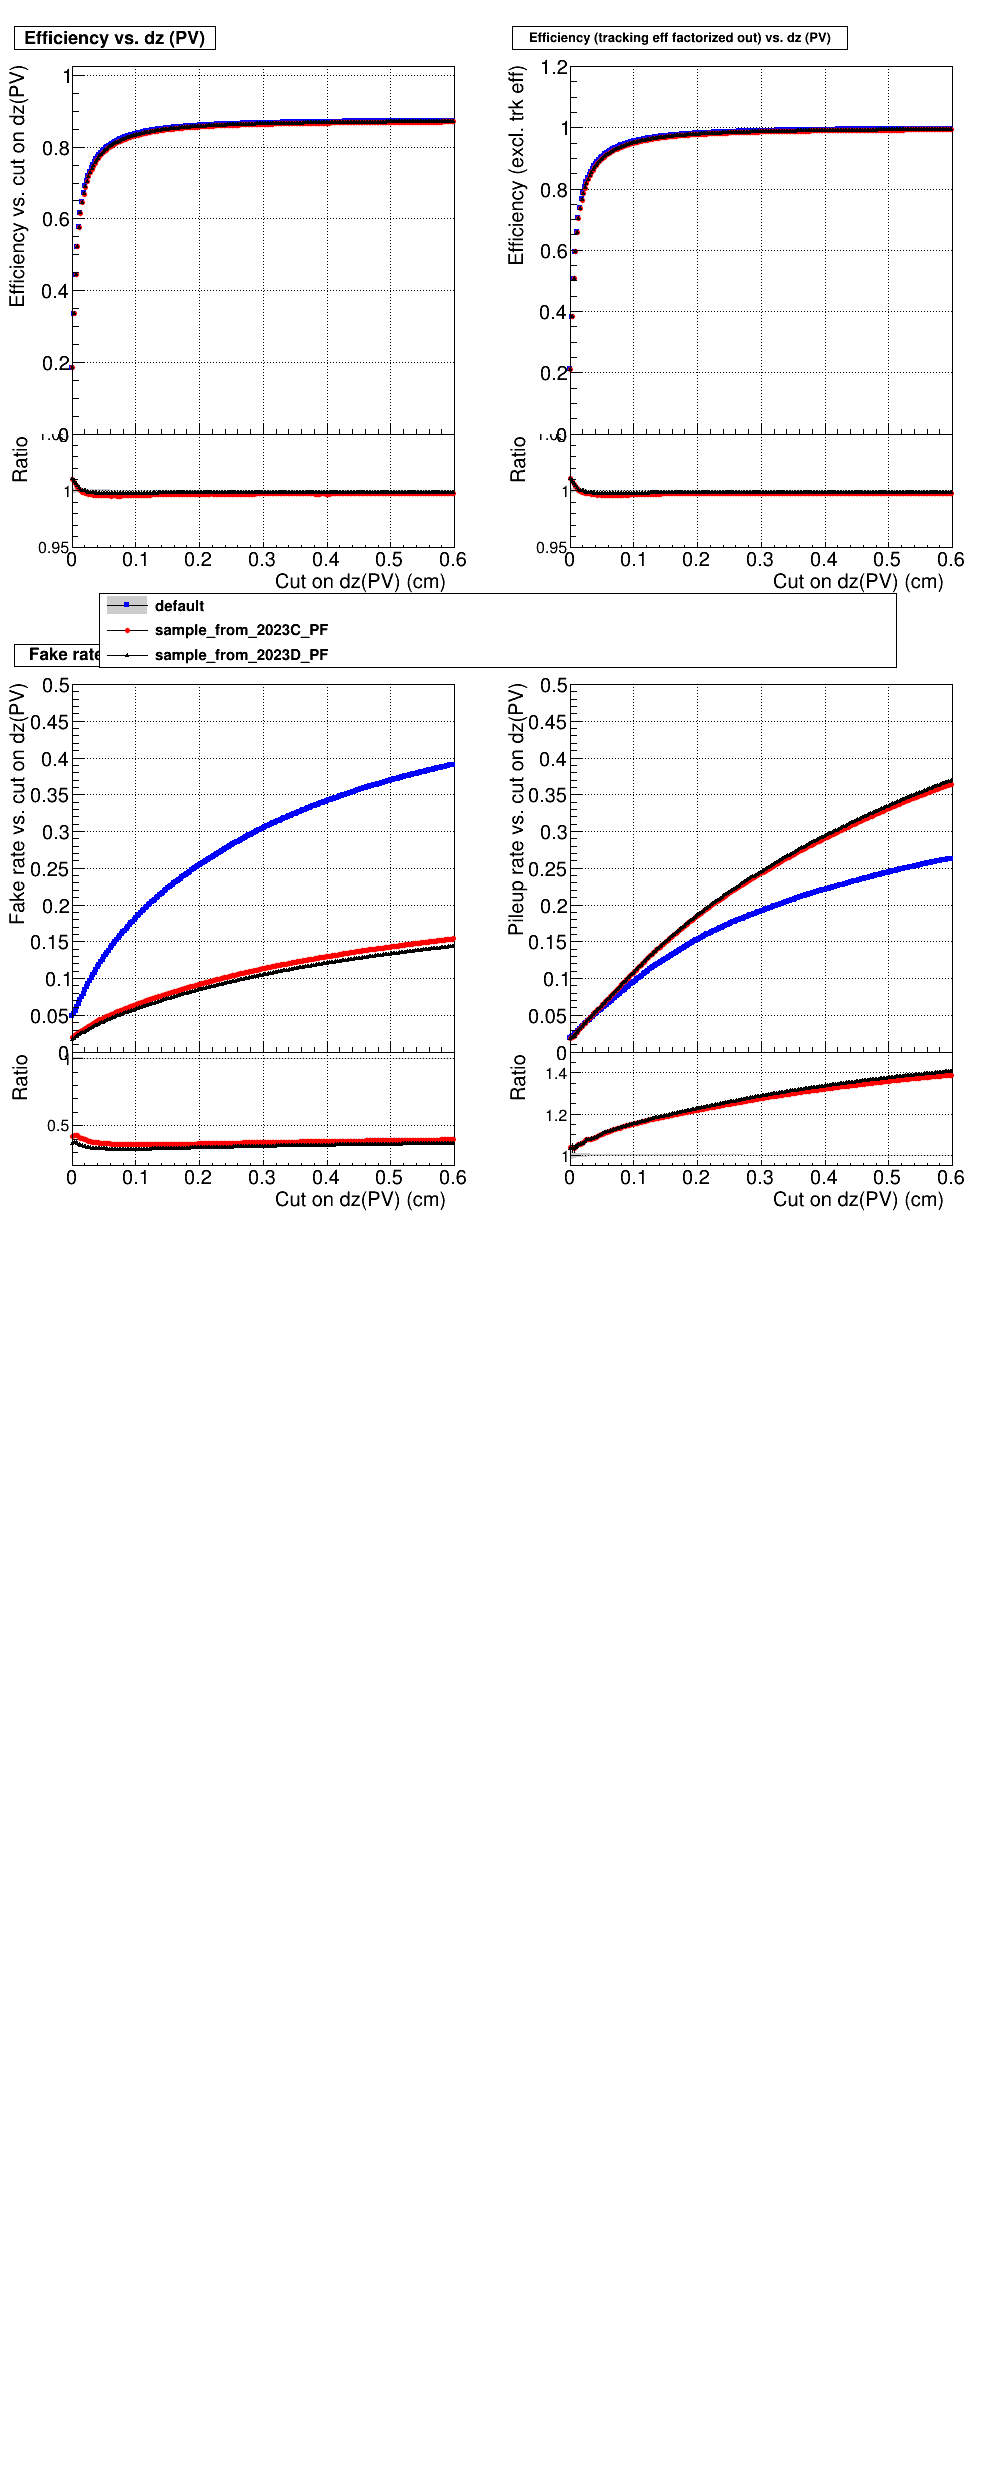 Efficiency vs. dz (PV)
Efficiency vs. cut on dz(PV)
1
0.8
0.6
0.4
0.2
0
Ratio
1
0.95
0 0.1 0.2 0.3 0.4 0.5 0.6
Cut on dz(PV) (cm)
Efficiency (tracking eff factorized out) vs. dz (PV)
Efficiency (excl. trk eff)
1.2
1
0.8
0.6
0.4
0.2
0
Ratio
1
0.95
0 0.1 0.2 0.3 0.4 0.5 0.6
Cut on dz(PV) (cm)
default
sample_from_2023C_PF
sample_from_2023D_PF
Fake rate
Fake rate vs. cut on dz(PV)
0.5
0.45
0.4
0.35
0.3
0.25
0.2
0.15
0.1
0.05
0
Ratio
0.5
0 0.1 0.2 0.3 0.4 0.5 0.6
Cut on dz(PV) (cm)
Pileup rate vs. cut on dz(PV)
0.5
0.45
0.4
0.35
0.3
0.25
0.2
0.15
0.1
0.05
0
Ratio
1.4
1.2
1
0 0.1 0.2 0.3 0.4 0.5 0.6
Cut on dz(PV) (cm)